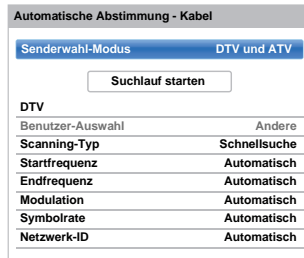 Automatische Abstimmung - Kabel
Senderwahl-Modus DTV und ATV
Suchlauf starten
DTV
Benutzer-Auswahl Andere
Scanning-Typ Schnellsuche
Startfrequenz Automatisch
Endfrequenz Automatisch
Modulation Automatisch
Symbolrate Automatisch
Netzwerk-ID Automatisch